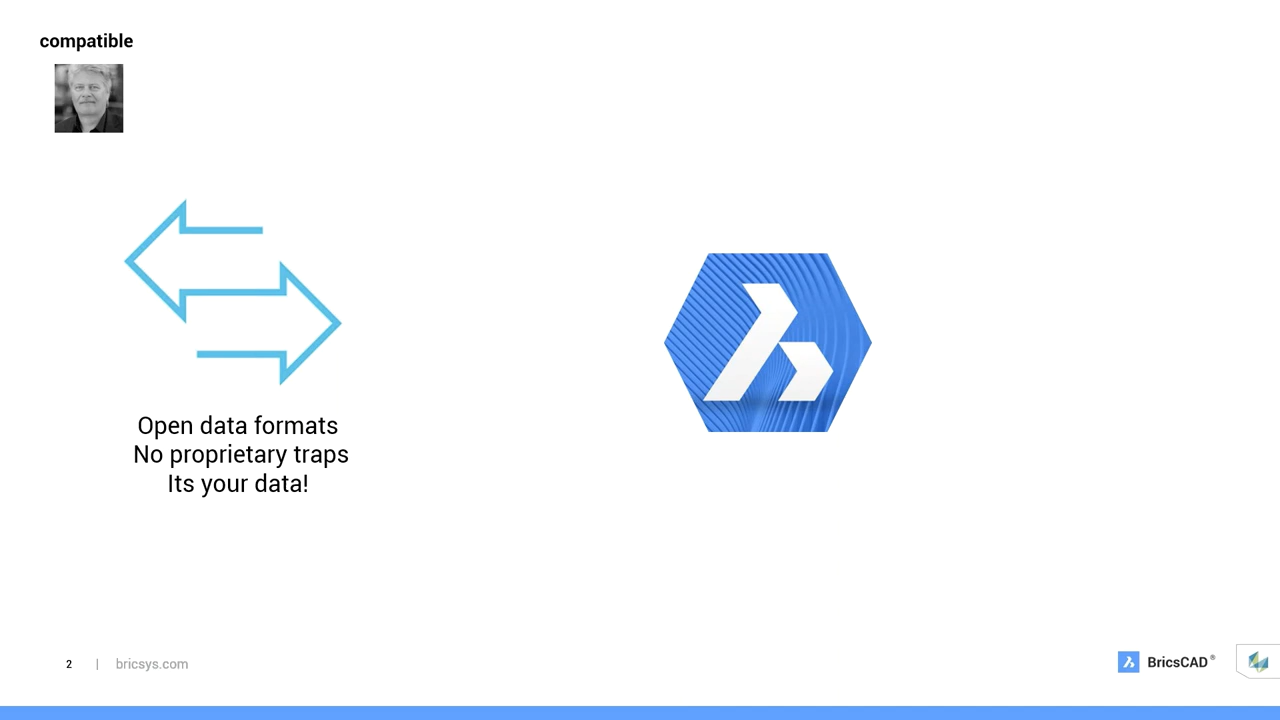 compatible
Open data formats
No proprietary traps
Its your data!
2 | bricsys.com
BricsCAD®